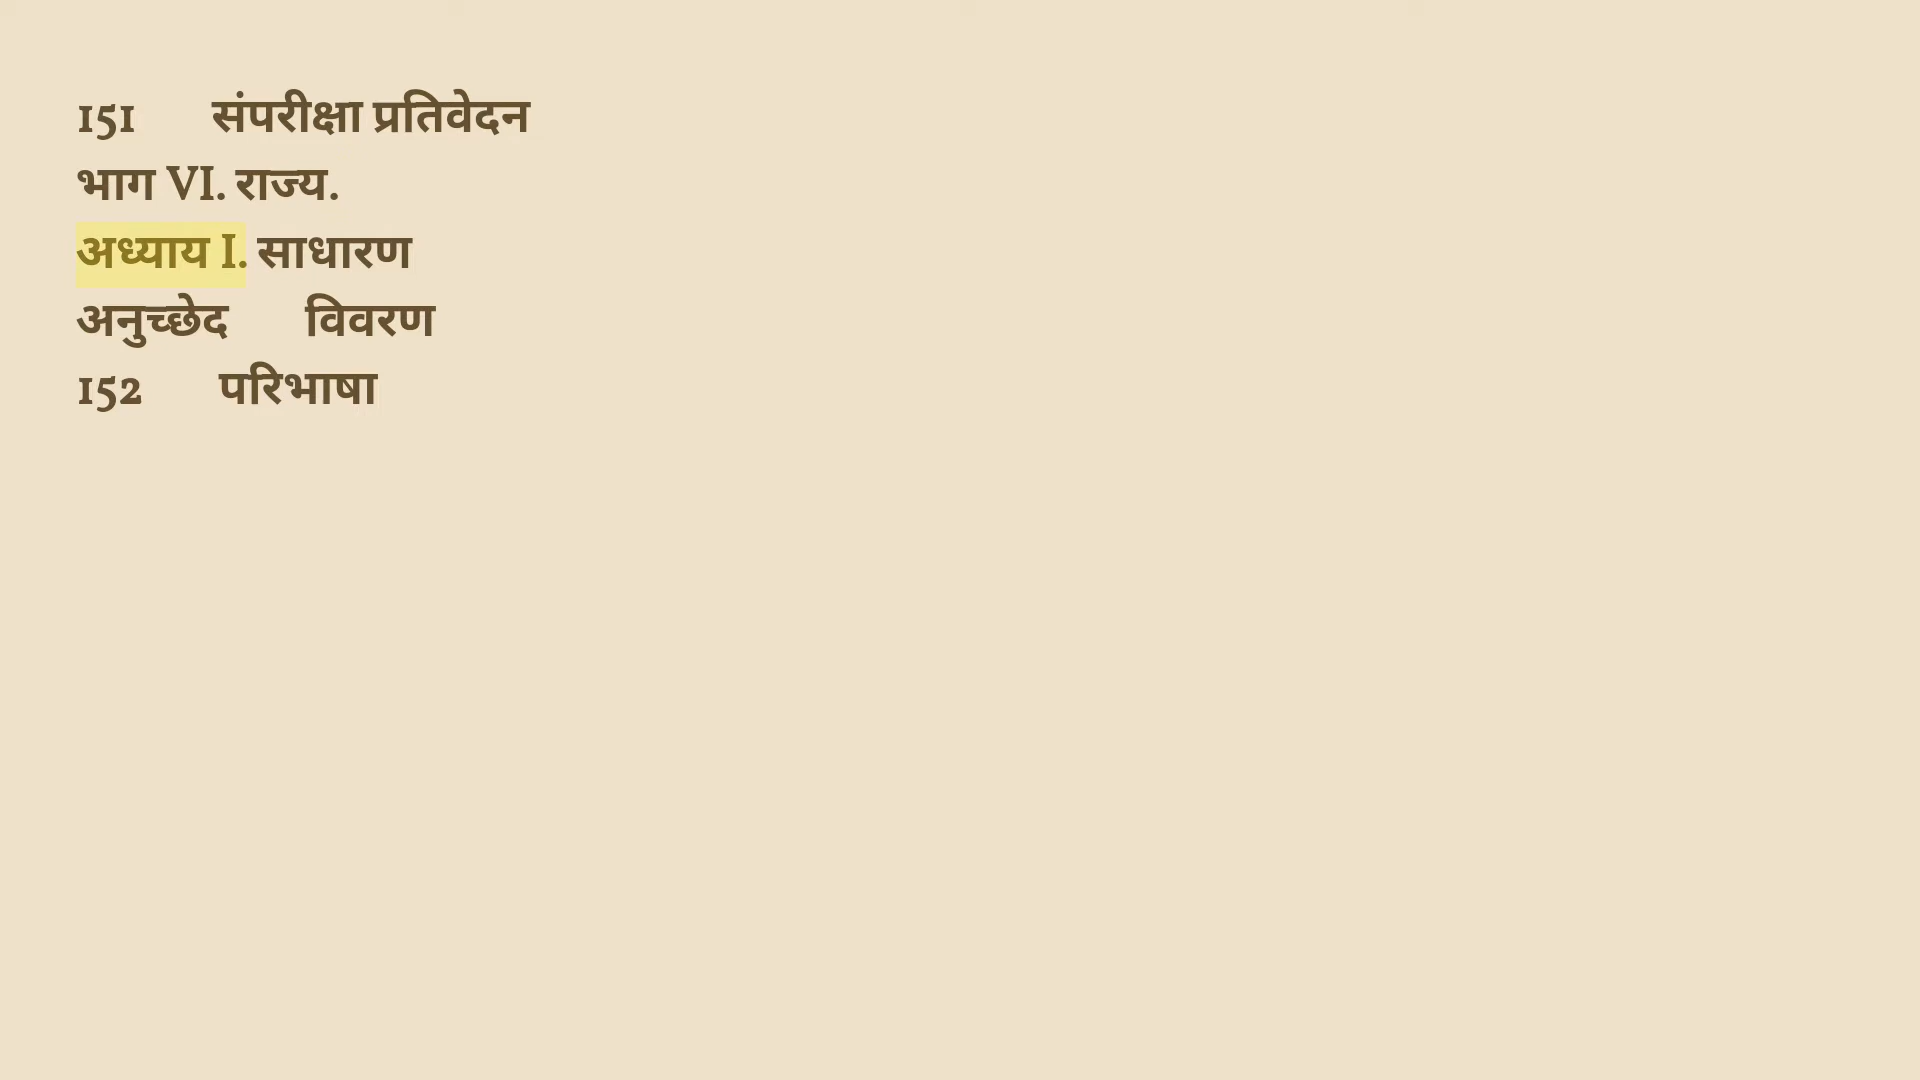 151 संपरीक्षा प्रतिवेदन
भाग VI. राज्य.
अध्याय I. साधारण
अनुच्छेद विवरण
152 परिभाषा